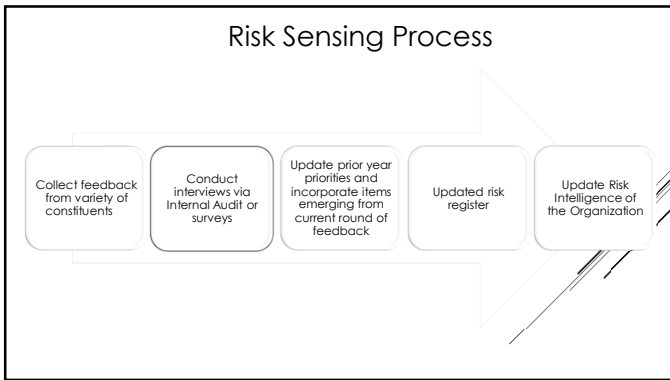 Risk Sensing Process
Collect feedback
from variety of
constituents
Conduct
interviews via
Internal Audit or
surveys
Update prior year
priorities and
incorporate items
emerging from
current round of
feedback
Updated risk
register
Update Risk
Intelligence of
the Organization